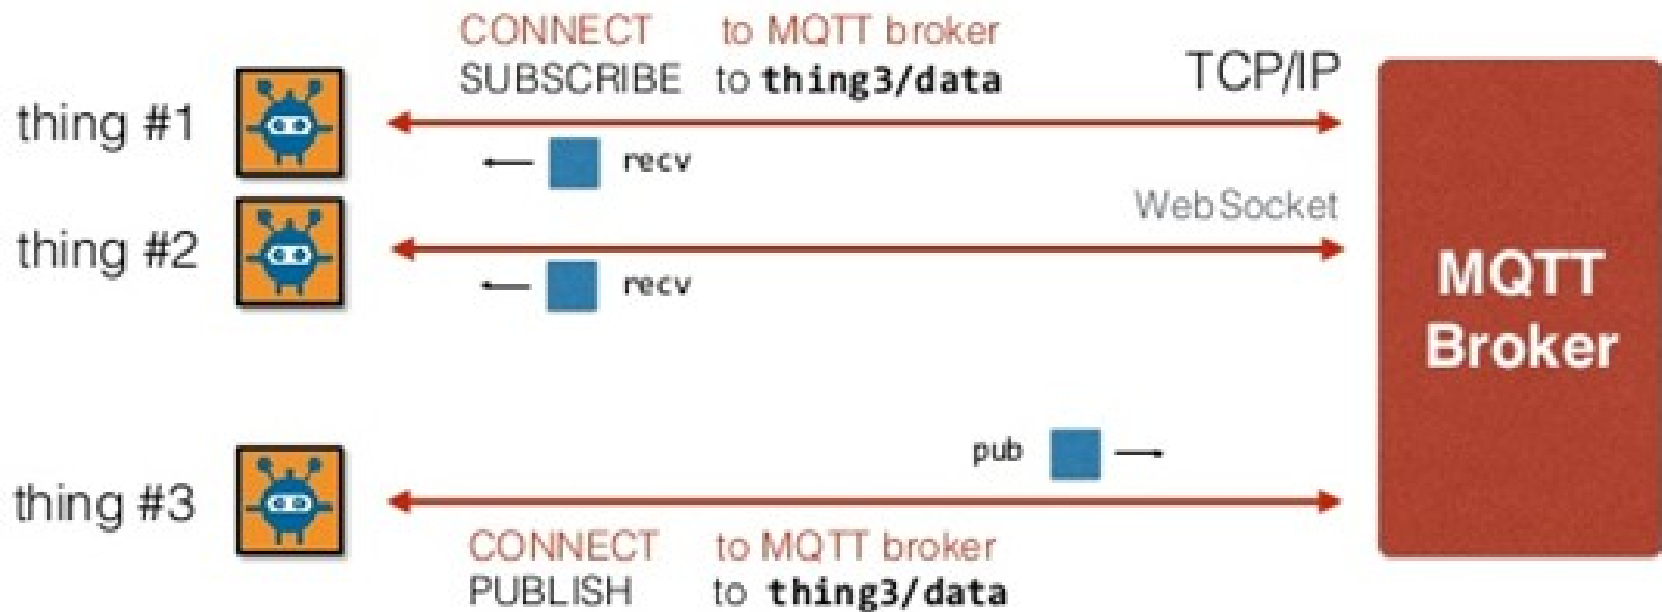 CONNECT to MQTT broker
SUBSCRIBE to thing3/data
TCP/IP
thing #1
recv
WebSocket
thing #2
recv
MQTT
Broker
pub
thing #3
CONNECT to MQTT broker
PUBLISH to thing3/data